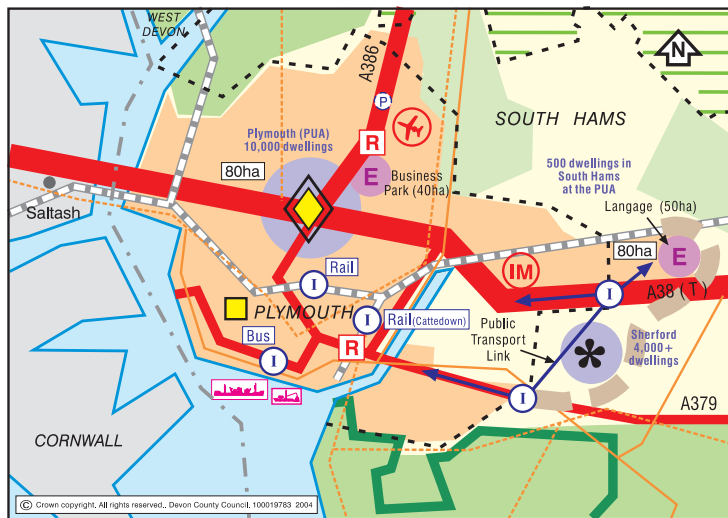 WEST
DEVON
A386
N
P
SOUTH HAMS
Plymouth (PUA)
10,000 dwellings
R
80ha
E
Business
Park (40ha)
500 dwellings in
South Hams
at the PUA
Langage (50ha)
Saltash
80ha
E
Rail
I
IM
I
A38 (T)
PLYMOUTH
Rail(Cattedown)
I
Public
Transport
Link
Sherford
4,000+
dwellings
Bus
I
R
I
A379
CORNWALL
© Crown copyright. All rights reserved.. Devon County Council. 100019783 2004